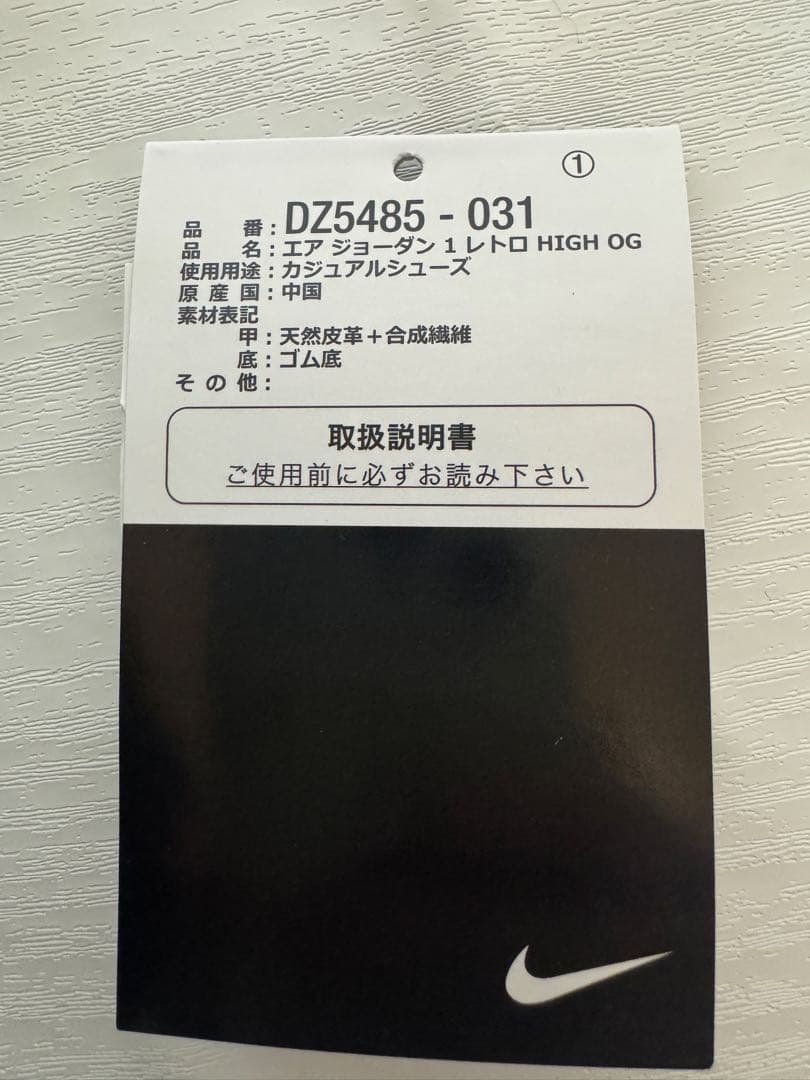 ①
品 番：DZ5485 - 031
品 名：エア ジョーダン 1 レトロ HIGH OG
使用用途：カジュアルシューズ
原 産 国：中国
素材表記
甲：天然皮革＋合成繊維
底：ゴム底
そ の 他：
取扱説明書
ご使用前に必ずお読み下さい